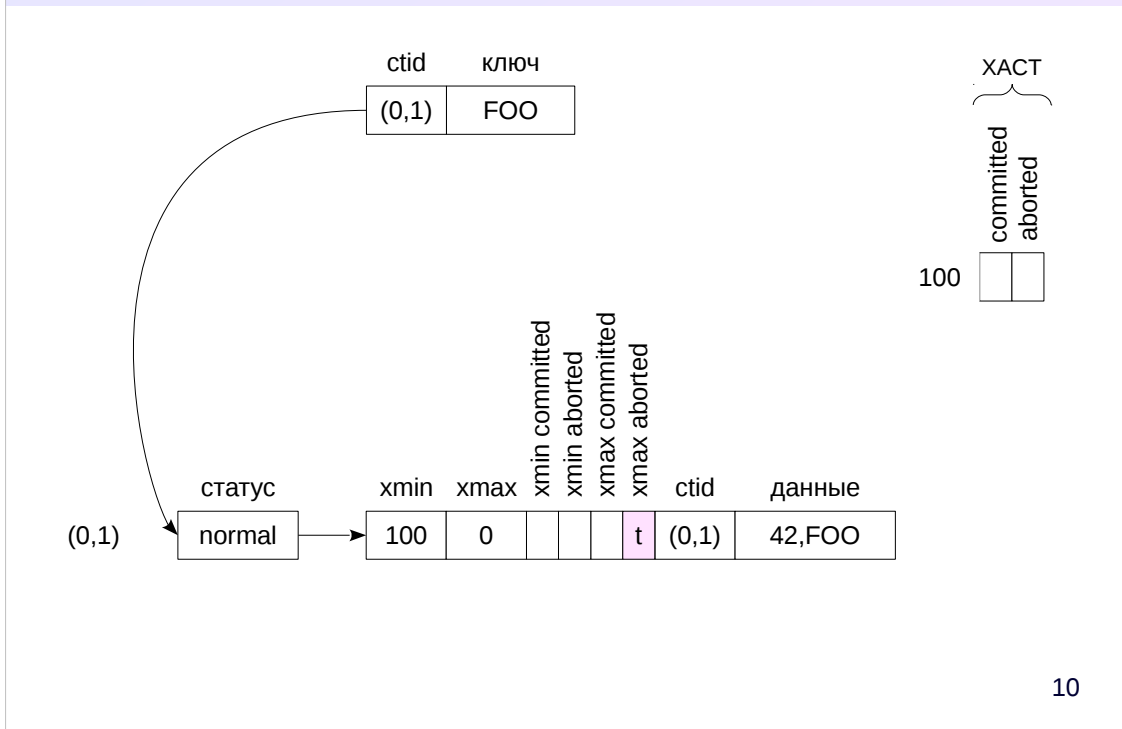 ctid ключ
(0,1) FOO
XACT
committed
aborted
100
xmin committed
xmin aborted
xmax committed
xmax aborted
статус xmin xmax ctid данные
(0,1) normal 100 0 t (0,1) 42,FOO
10